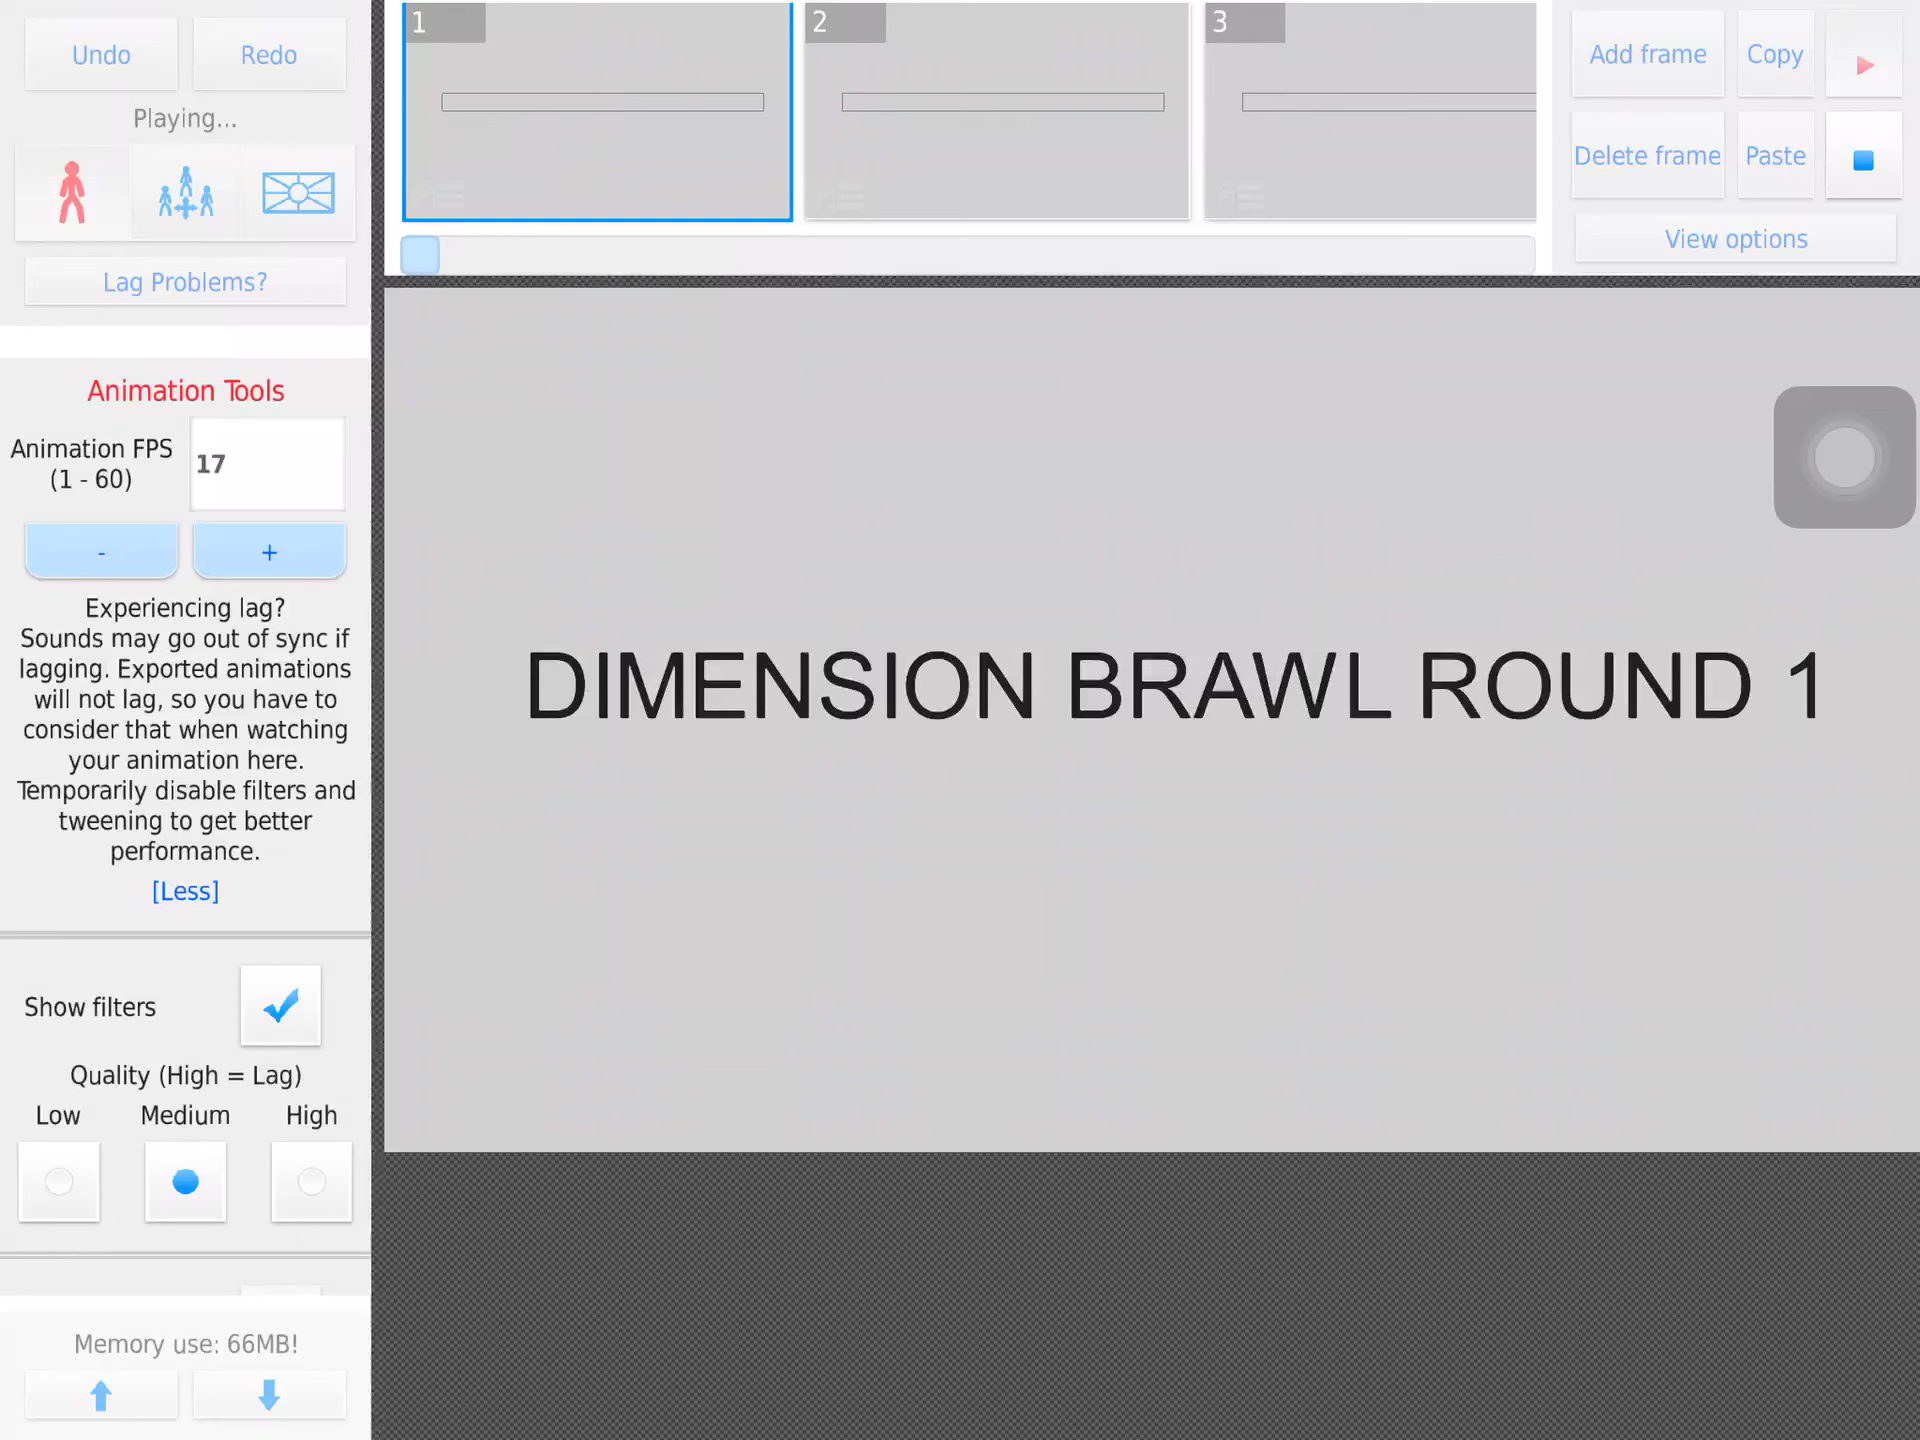 Undo Redo
Playing...
Lag Problems?
1 2 3
Add frame Copy
Delete frame Paste
View options
Animation Tools
Animation FPS
(1 - 60)
17
- +
Experiencing lag?
Sounds may go out of sync if
lagging. Exported animations
will not lag, so you have to
consider that when watching
your animation here.
Temporarily disable filters and
tweening to get better
performance.
[Less]
Show filters
Quality (High = Lag)
Low Medium High
Memory use: 66MB!
DIMENSION BRAWL ROUND 1